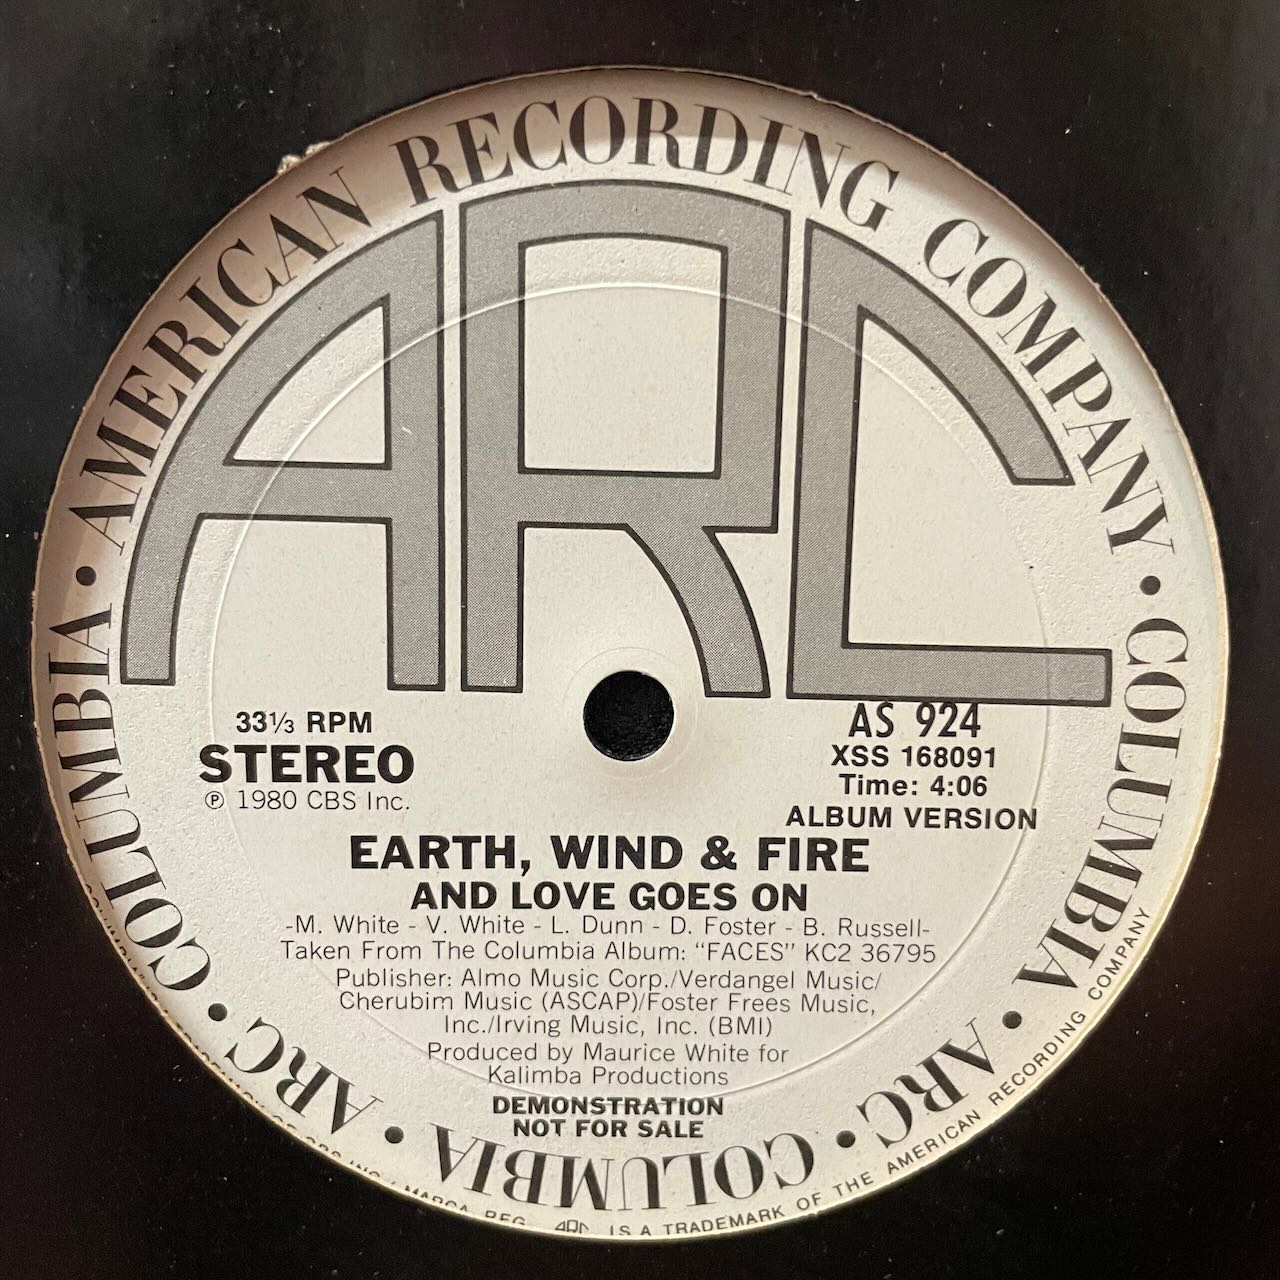 AMERICAN RECORDING COMPANY • COLUMBIA • ARC • COLUMBIA • ARC • COLUMBIA •
ARC
33⅓ RPM
STEREO
℗ 1980 CBS Inc.
AS 924
XSS 168091
Time: 4:06
ALBUM VERSION
EARTH, WIND & FIRE
AND LOVE GOES ON
-M. White - V. White - L. Dunn - D. Foster - B. Russell-
Taken From The Columbia Album: "FACES" KC2 36795
Publisher: Almo Music Corp./Verdangel Music/
Cherubim Music (ASCAP)/Foster Frees Music,
Inc./Irving Music, Inc. (BMI)
Produced by Maurice White for
Kalimba Productions
DEMONSTRATION
NOT FOR SALE
MARCA REG. ARC IS A TRADEMARK OF THE AMERICAN RECORDING COMPANY